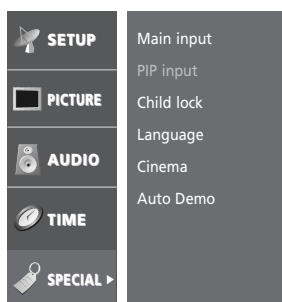 SETUP
PICTURE
AUDIO
TIME
SPECIAL
Main input
PIP input
Child lock
Language
Cinema
Auto Demo